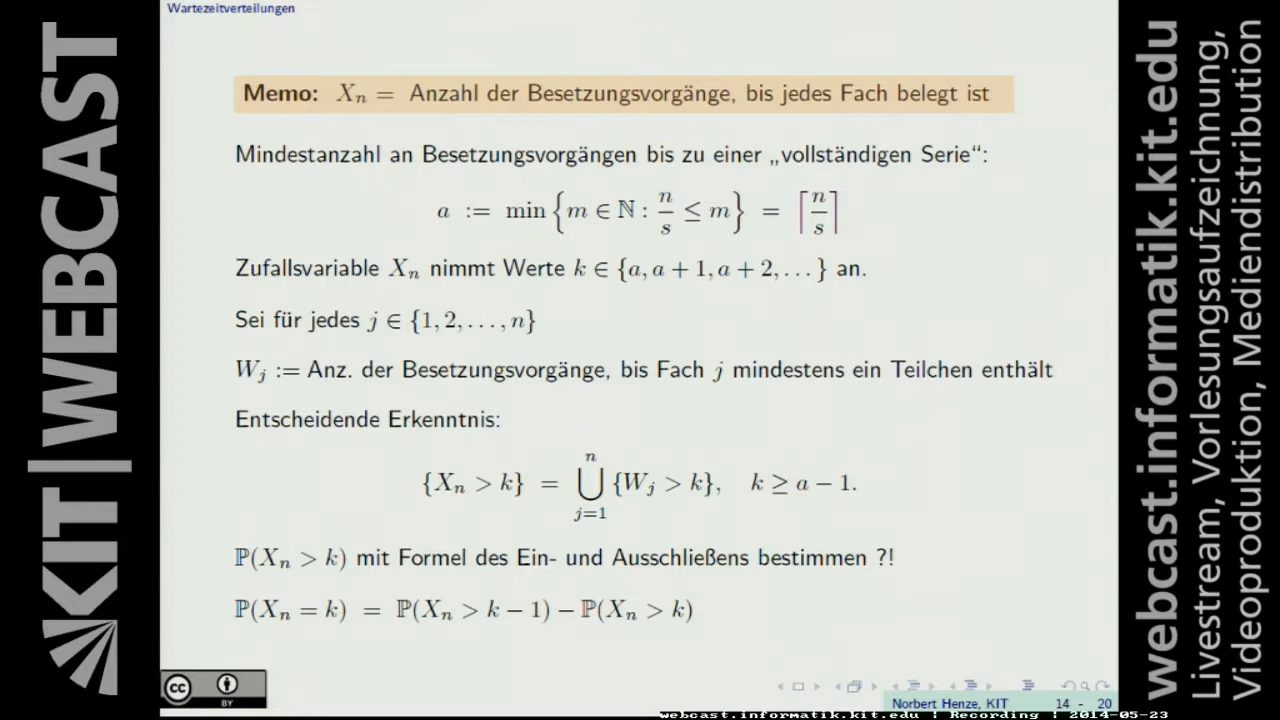 Wartezeitverteilungen
Memo: Xₙ = Anzahl der Besetzungsvorgänge, bis jedes Fach belegt ist
Mindestanzahl an Besetzungsvorgängen bis zu einer „vollständigen Serie“:
a := min { m ∈ ℕ : n/s ≤ m } = ⌈n/s⌉
Zufallsvariable Xₙ nimmt Werte k ∈ {a, a + 1, a + 2, . . . } an.
Sei für jedes j ∈ {1, 2, . . . , n}
Wⱼ := Anz. der Besetzungsvorgänge, bis Fach j mindestens ein Teilchen enthält
Entscheidende Erkenntnis:
{Xₙ > k} = ⋃_{j=1}^{n} {Wⱼ > k}, k ≥ a − 1.
ℙ(Xₙ > k) mit Formel des Ein- und Ausschließens bestimmen ?!
ℙ(Xₙ = k) = ℙ(Xₙ > k − 1) − ℙ(Xₙ > k)
Norbert Henze, KIT 14 - 20
cc BY
webcast.informatik.kit.edu | Recording | 2014-05-23
KIT | WEBCAST
webcast.informatik.kit.edu
Livestream, Vorlesungsaufzeichnung,
Videoproduktion, Mediendistribution